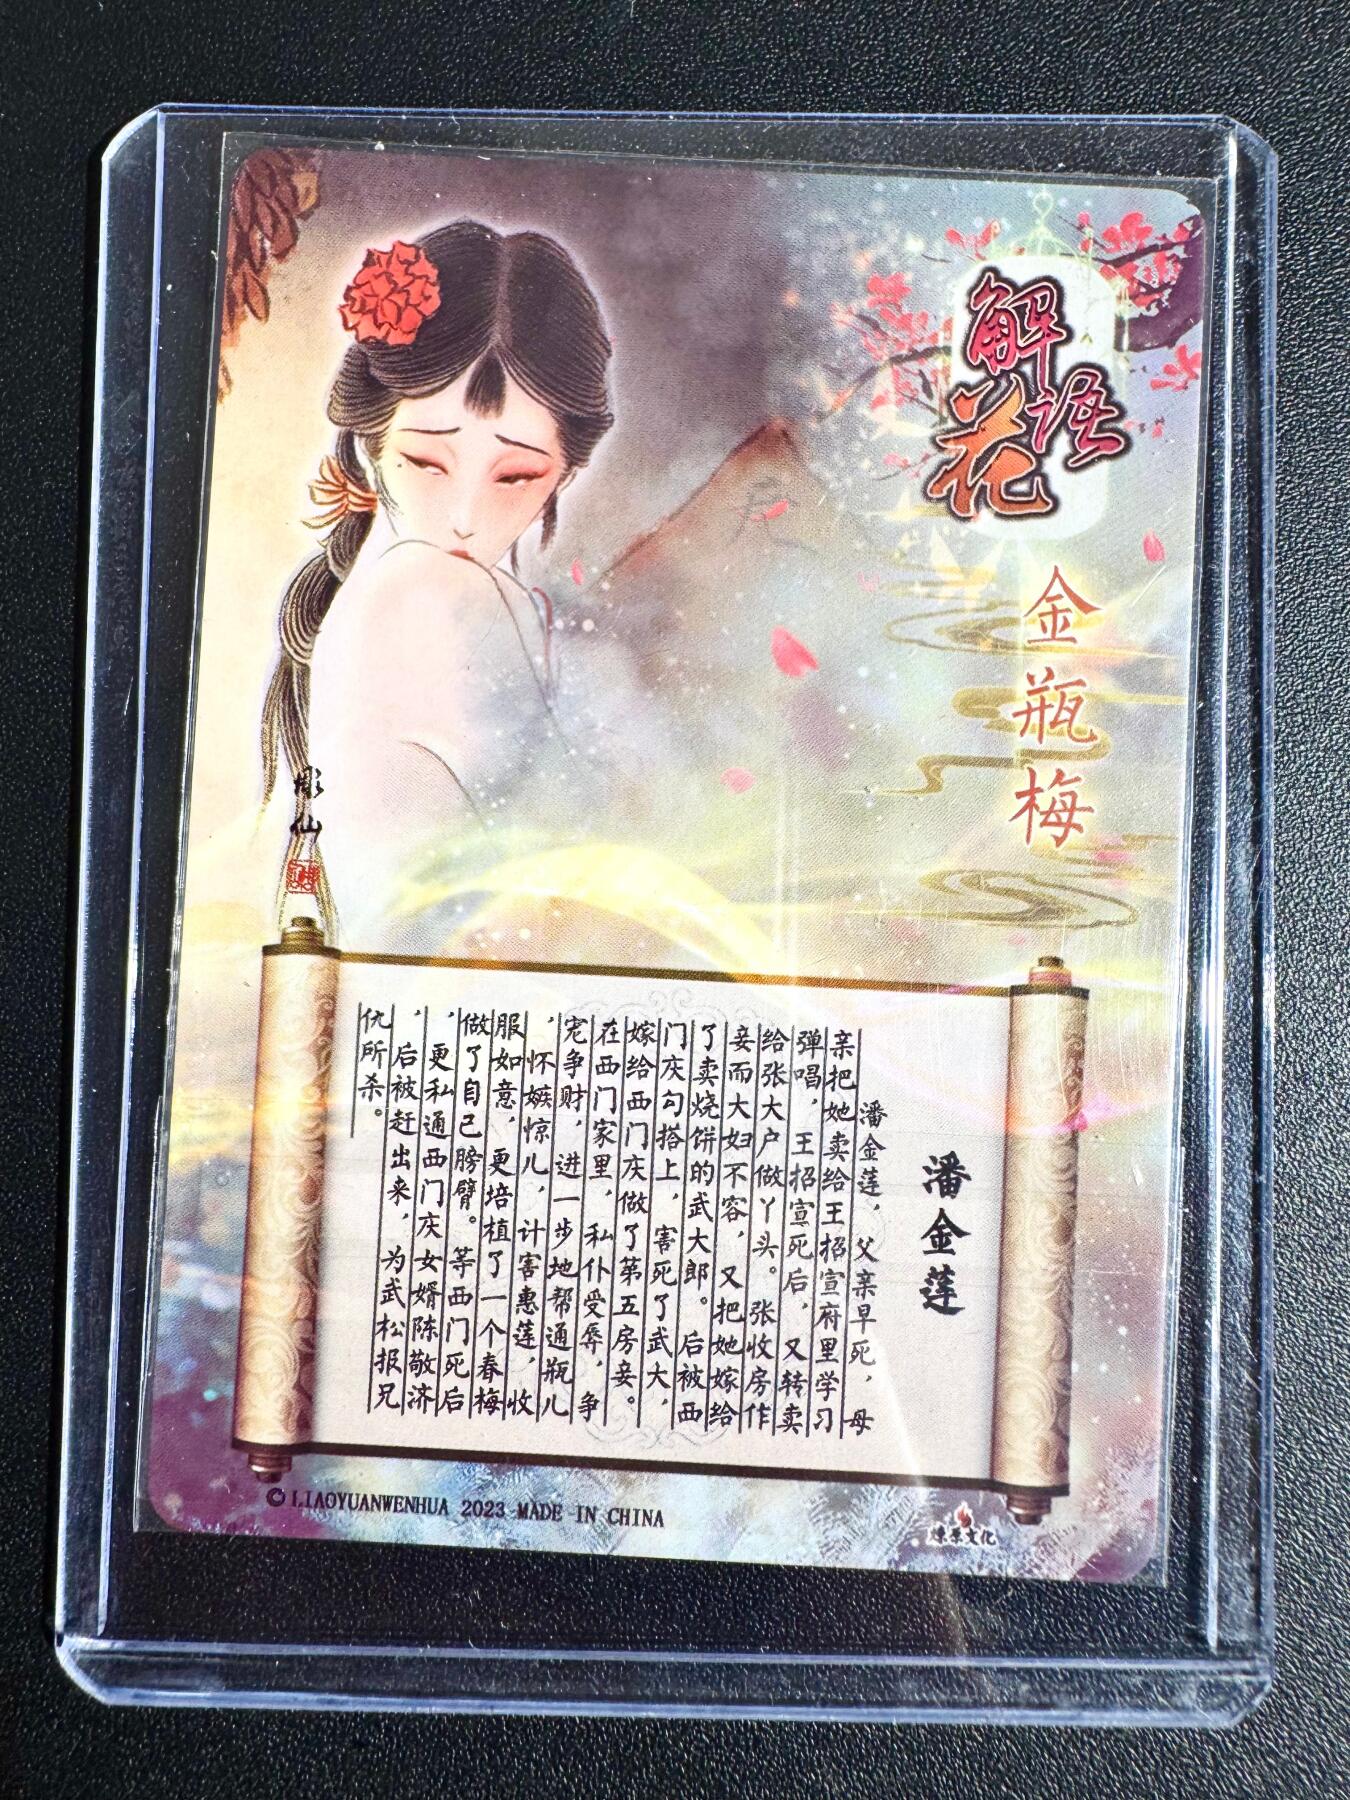 解语花
金瓶梅
潘金莲
潘金莲，父亲早死，母
亲把她卖给王招宣府里学习
弹唱，王招宣死后，又转卖
给张大户做丫头。张收房作
妾而大妇不容，又把她嫁给
了卖烧饼的武大郎。后被西
门庆勾搭上，害死了武大，
嫁给西门庆做了第五房妾。
在西门家里，私仆受辱，争
宠争财，进一步地帮通瓶儿
，怀嫉惊儿，计害惠莲，收
服如意，更培植了一个春梅
做了自己膀臂。等西门死后
，更私通西门庆女婿陈敬济
，后被赶出来，为武松报兄
仇所杀。
彤仙
© LIAOYUANWENHUA 2023 MADE IN CHINA
燎原文化